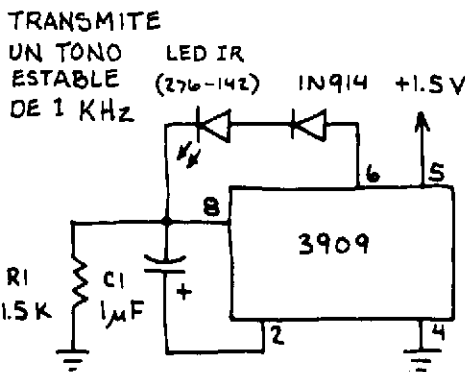 TRANSMITE
UN TONO
ESTABLE
DE 1 KHz
LED IR
(276-142)
1N914
+1.5V
6
5
8
3909
R1
1.5K
C1
1μF
+
2
4